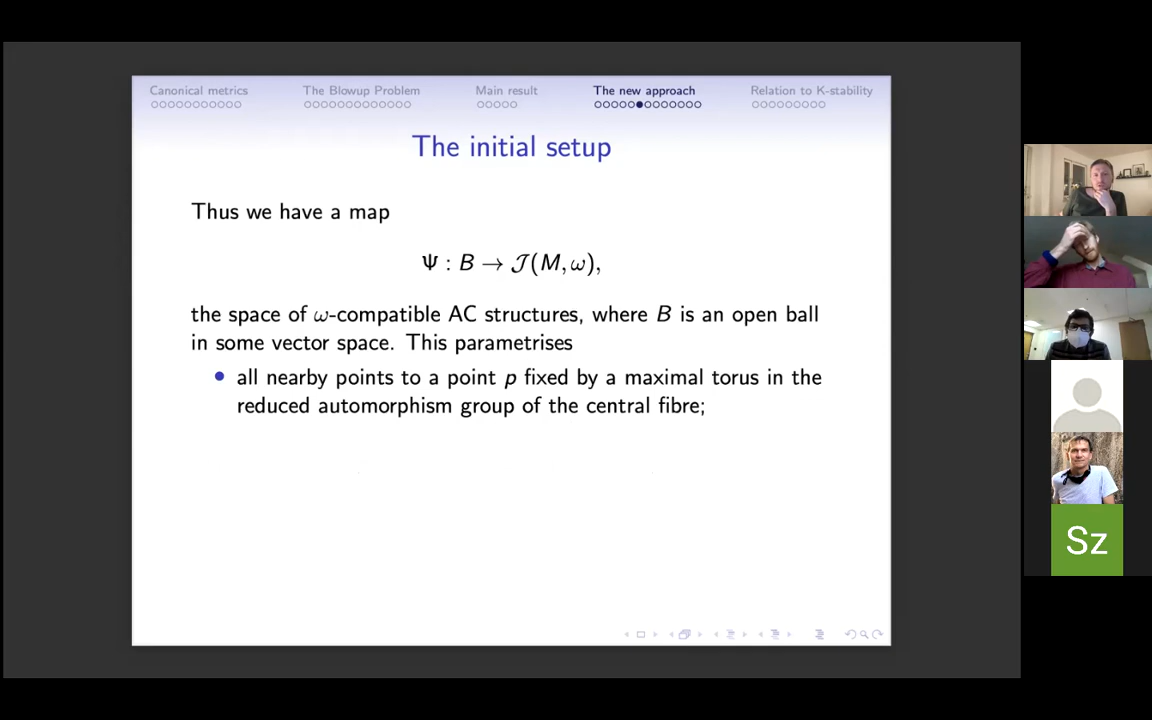 Canonical metrics The Blowup Problem Main result The new approach Relation to K-stability
The initial setup
Thus we have a map
Ψ : B → 𝒥(M, ω),
the space of ω-compatible AC structures, where B is an open ball
in some vector space. This parametrises
• all nearby points to a point p fixed by a maximal torus in the
reduced automorphism group of the central fibre;
Sz